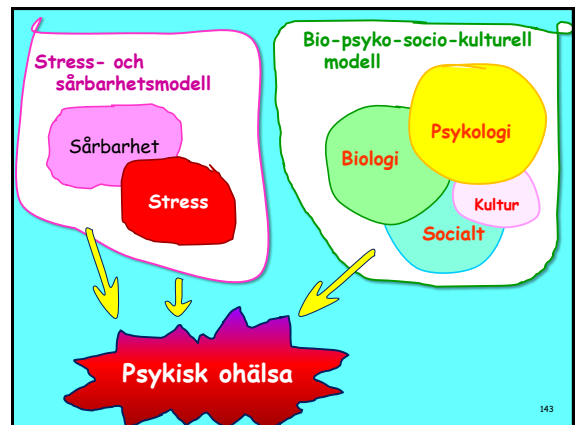 Stress- och
sårbarhetsmodell
Sårbarhet
Stress
Bio-psyko-socio-kulturell
modell
Psykologi
Biologi
Kultur
Socialt
Psykisk ohälsa
143